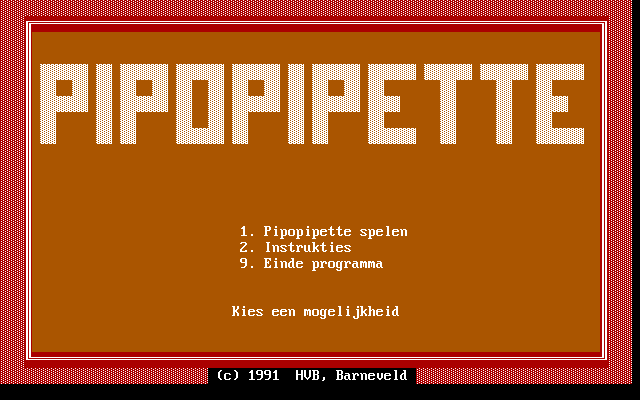 PIPOPIPETTE
1. Pipopipette spelen
2. Instrukties
9. Einde programma
Kies een mogelijkheid
(c) 1991 HVB, Barneveld